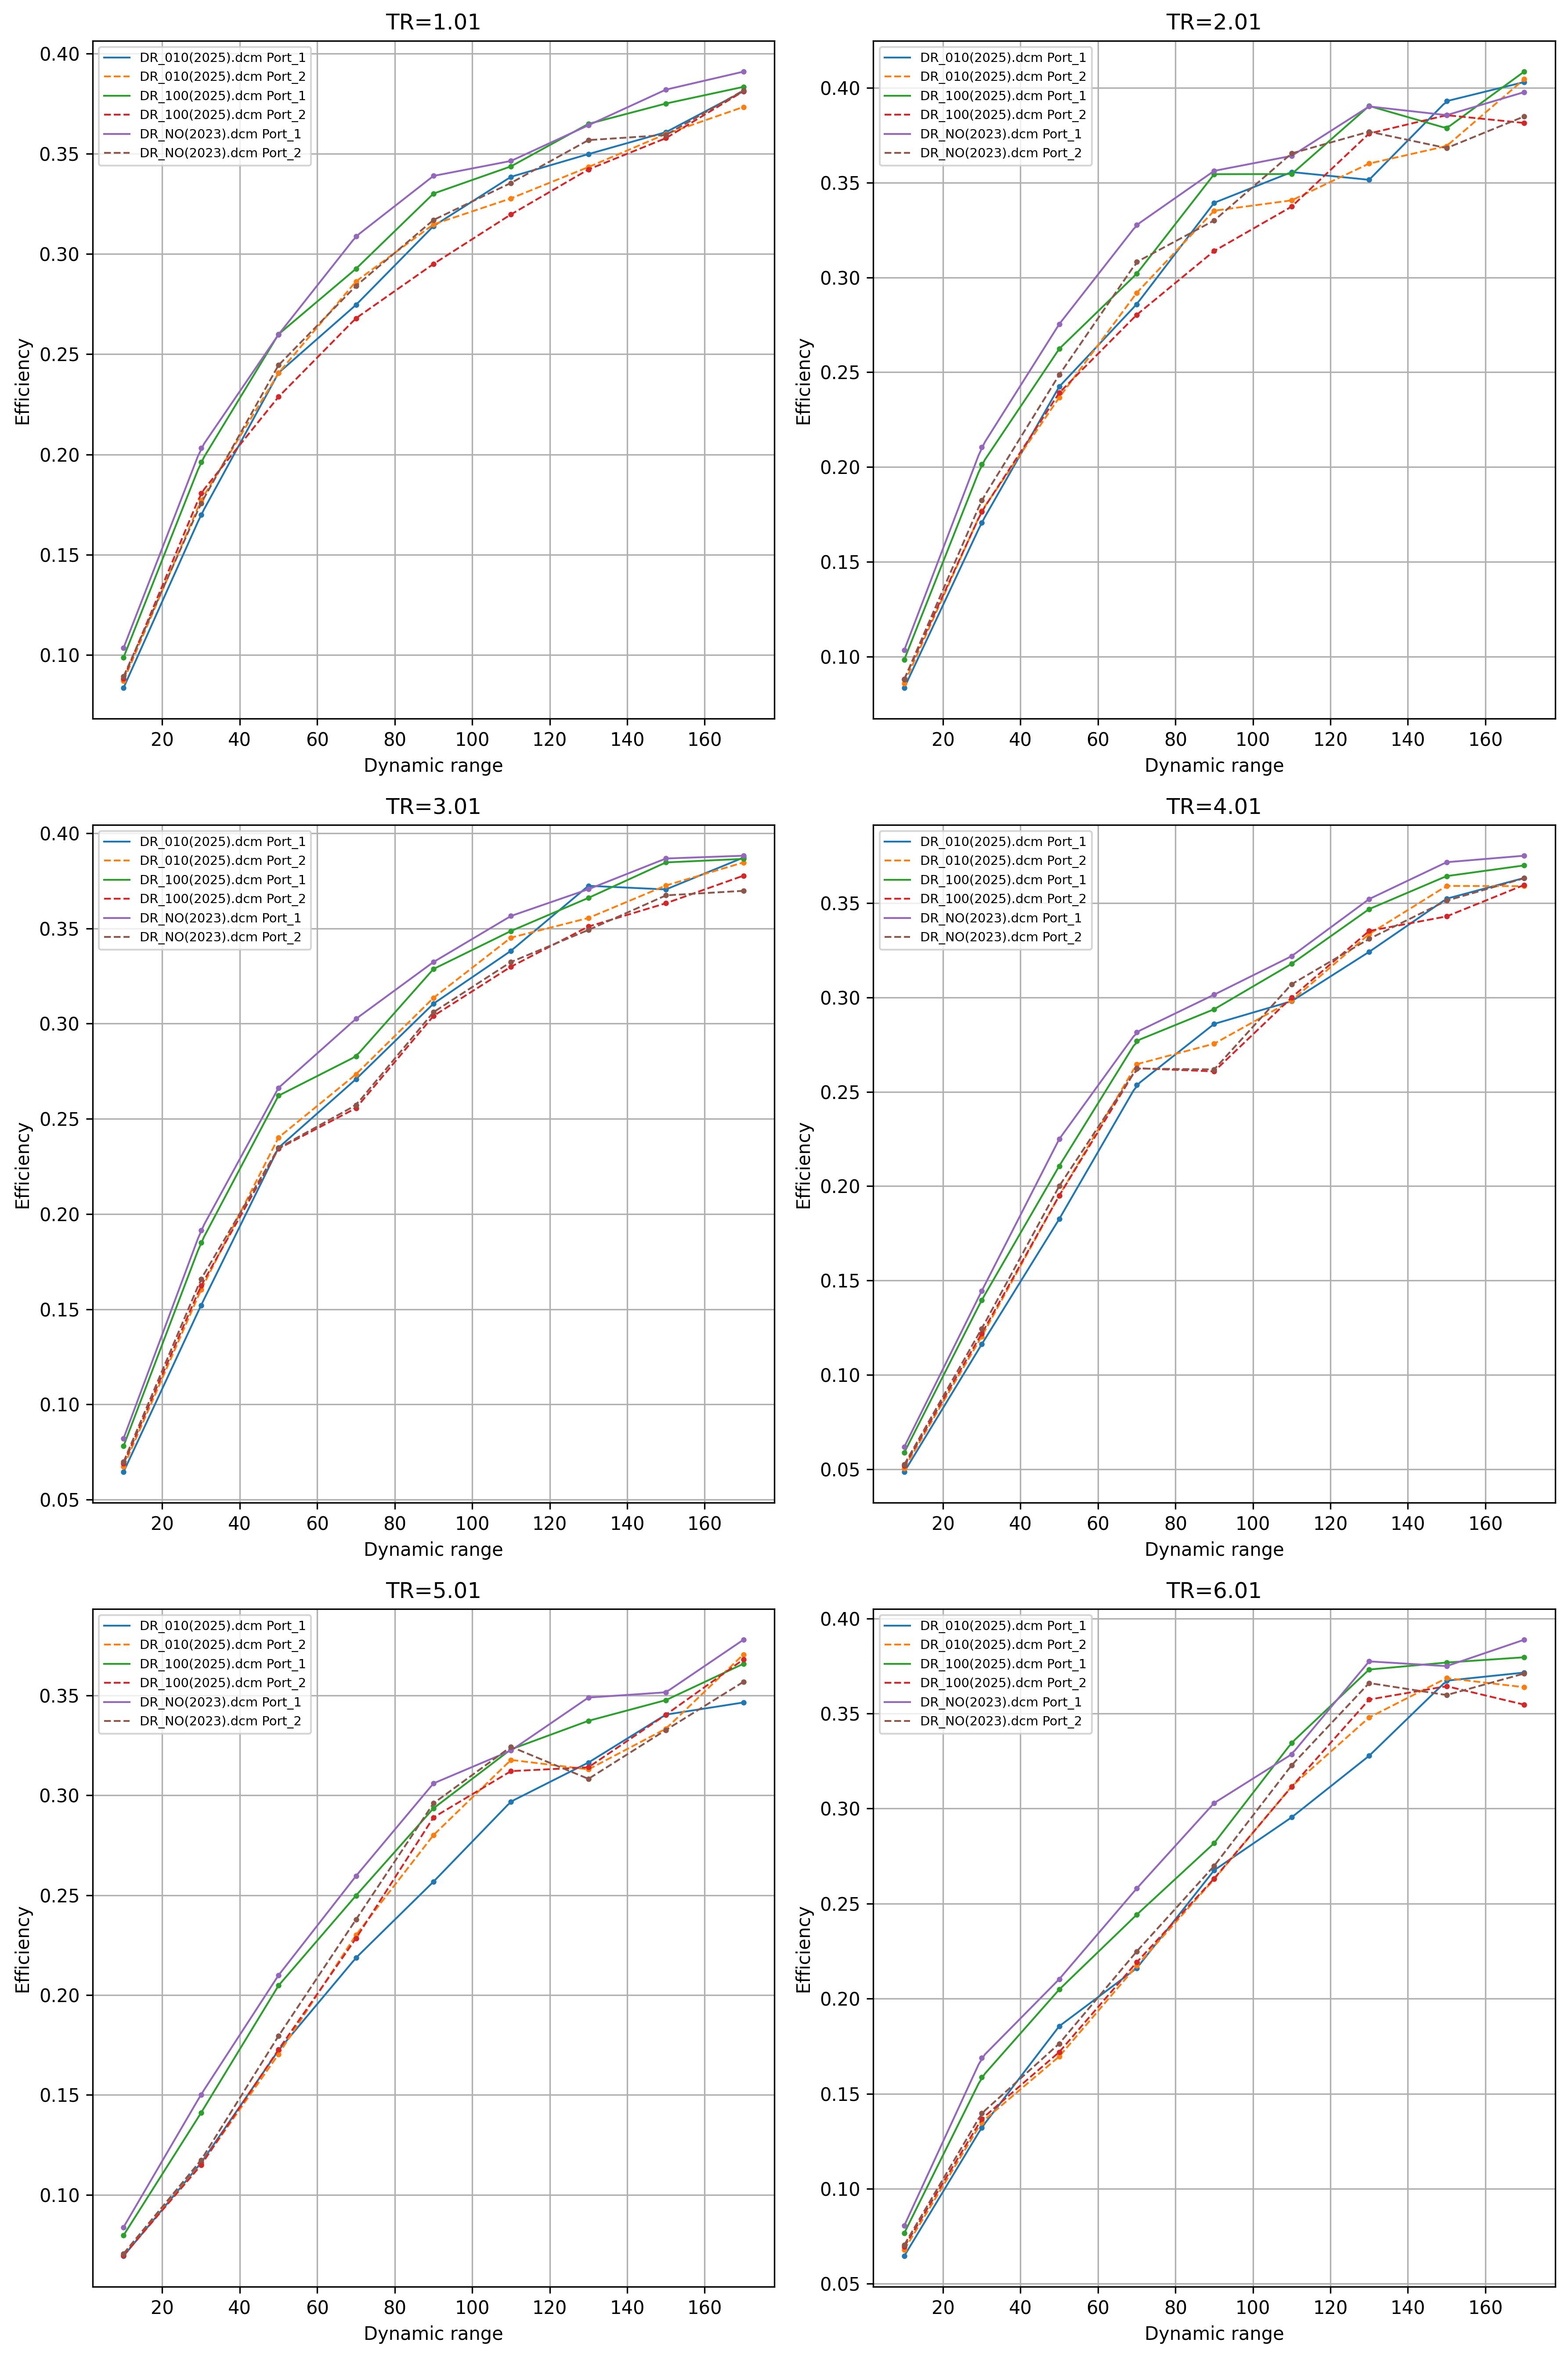 TR=1.01
0.40
0.35
0.30
0.25
0.20
0.15
0.10
Efficiency
DR_010(2025).dcm Port_1
DR_010(2025).dcm Port_2
DR_100(2025).dcm Port_1
DR_100(2025).dcm Port_2
DR_NO(2023).dcm Port_1
DR_NO(2023).dcm Port_2
20 40 60 80 100 120 140 160
Dynamic range
TR=2.01
0.40
0.35
0.30
0.25
0.20
0.15
0.10
Efficiency
DR_010(2025).dcm Port_1
DR_010(2025).dcm Port_2
DR_100(2025).dcm Port_1
DR_100(2025).dcm Port_2
DR_NO(2023).dcm Port_1
DR_NO(2023).dcm Port_2
20 40 60 80 100 120 140 160
Dynamic range
TR=3.01
0.40
0.35
0.30
0.25
0.20
0.15
0.10
0.05
Efficiency
DR_010(2025).dcm Port_1
DR_010(2025).dcm Port_2
DR_100(2025).dcm Port_1
DR_100(2025).dcm Port_2
DR_NO(2023).dcm Port_1
DR_NO(2023).dcm Port_2
20 40 60 80 100 120 140 160
Dynamic range
TR=4.01
0.35
0.30
0.25
0.20
0.15
0.10
0.05
Efficiency
DR_010(2025).dcm Port_1
DR_010(2025).dcm Port_2
DR_100(2025).dcm Port_1
DR_100(2025).dcm Port_2
DR_NO(2023).dcm Port_1
DR_NO(2023).dcm Port_2
20 40 60 80 100 120 140 160
Dynamic range
TR=5.01
0.35
0.30
0.25
0.20
0.15
0.10
Efficiency
DR_010(2025).dcm Port_1
DR_010(2025).dcm Port_2
DR_100(2025).dcm Port_1
DR_100(2025).dcm Port_2
DR_NO(2023).dcm Port_1
DR_NO(2023).dcm Port_2
20 40 60 80 100 120 140 160
Dynamic range
TR=6.01
0.40
0.35
0.30
0.25
0.20
0.15
0.10
0.05
Efficiency
DR_010(2025).dcm Port_1
DR_010(2025).dcm Port_2
DR_100(2025).dcm Port_1
DR_100(2025).dcm Port_2
DR_NO(2023).dcm Port_1
DR_NO(2023).dcm Port_2
20 40 60 80 100 120 140 160
Dynamic range